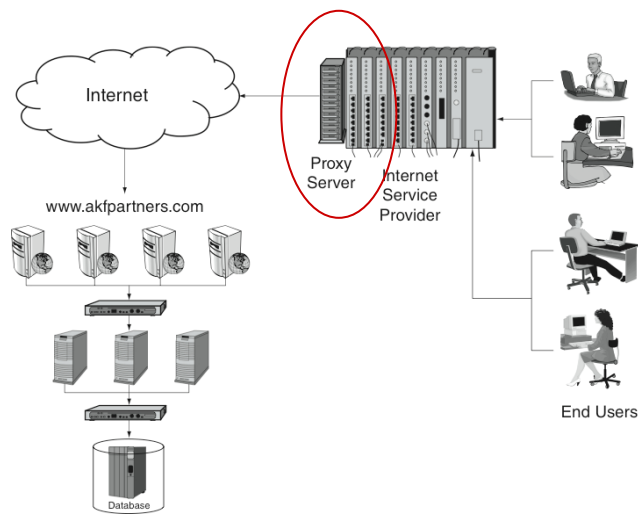 Internet
Proxy
Server
Internet
Service
Provider
www.akfpartners.com
End Users
Database